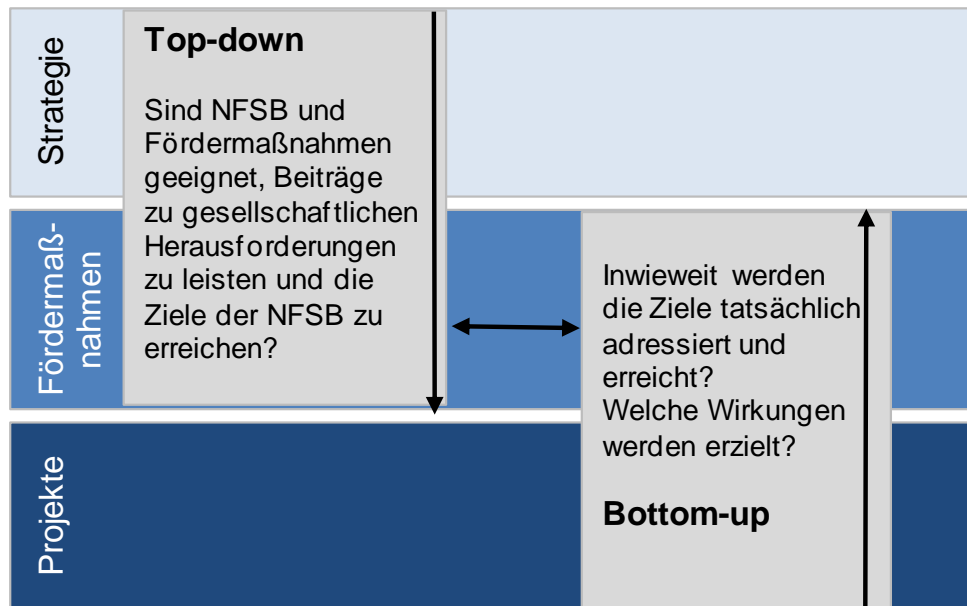 Strategie
Top-down
Sind NFSB und
Fördermaßnahmen
geeignet, Beiträge
zu gesellschaftlichen
Herausforderungen
zu leisten und die
Ziele der NFSB zu
erreichen?
Fördermaß-
nahmen
Inwieweit werden
die Ziele tatsächlich
adressiert und
erreicht?
Welche Wirkungen
werden erzielt?
Bottom-up
Projekte